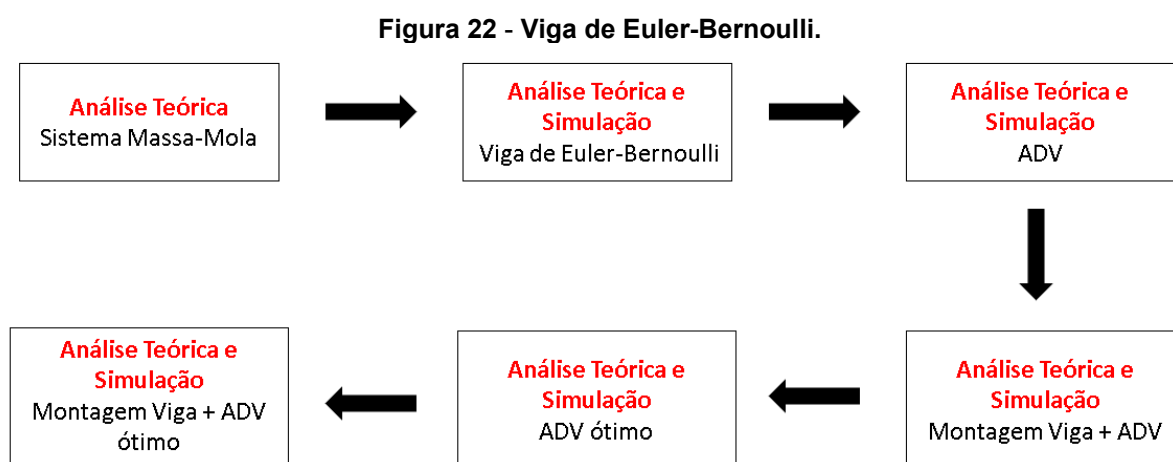 Figura 22 - Viga de Euler-Bernoulli.
Análise Teórica
Sistema Massa-Mola
Análise Teórica e
Simulação
Viga de Euler-Bernoulli
Análise Teórica e
Simulação
ADV
Análise Teórica e
Simulação
Montagem Viga + ADV
Análise Teórica e
Simulação
ADV ótimo
Análise Teórica e
Simulação
Montagem Viga + ADV
ótimo